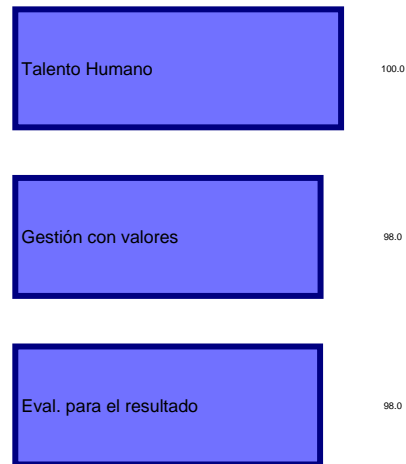 Talento Humano 100.0
Gestión con valores 98.0
Eval. para el resultado 98.0